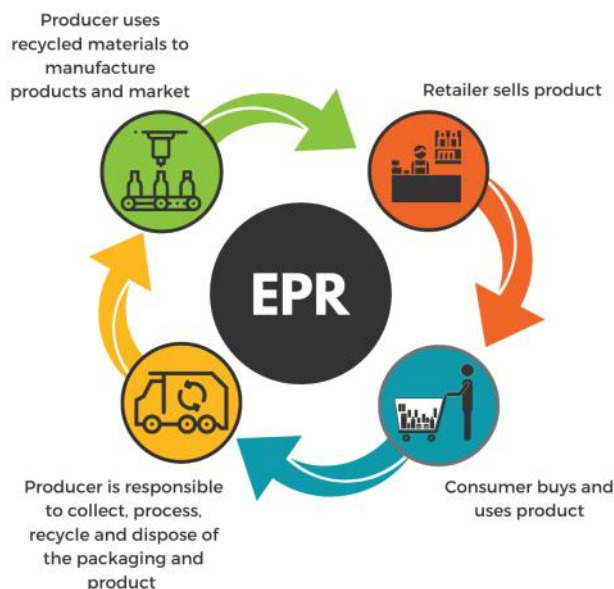 Producer uses
recycled materials to
manufacture
products and market
Retailer sells product
EPR
Consumer buys and
uses product
Producer is responsible
to collect, process,
recycle and dispose of
the packaging and
product